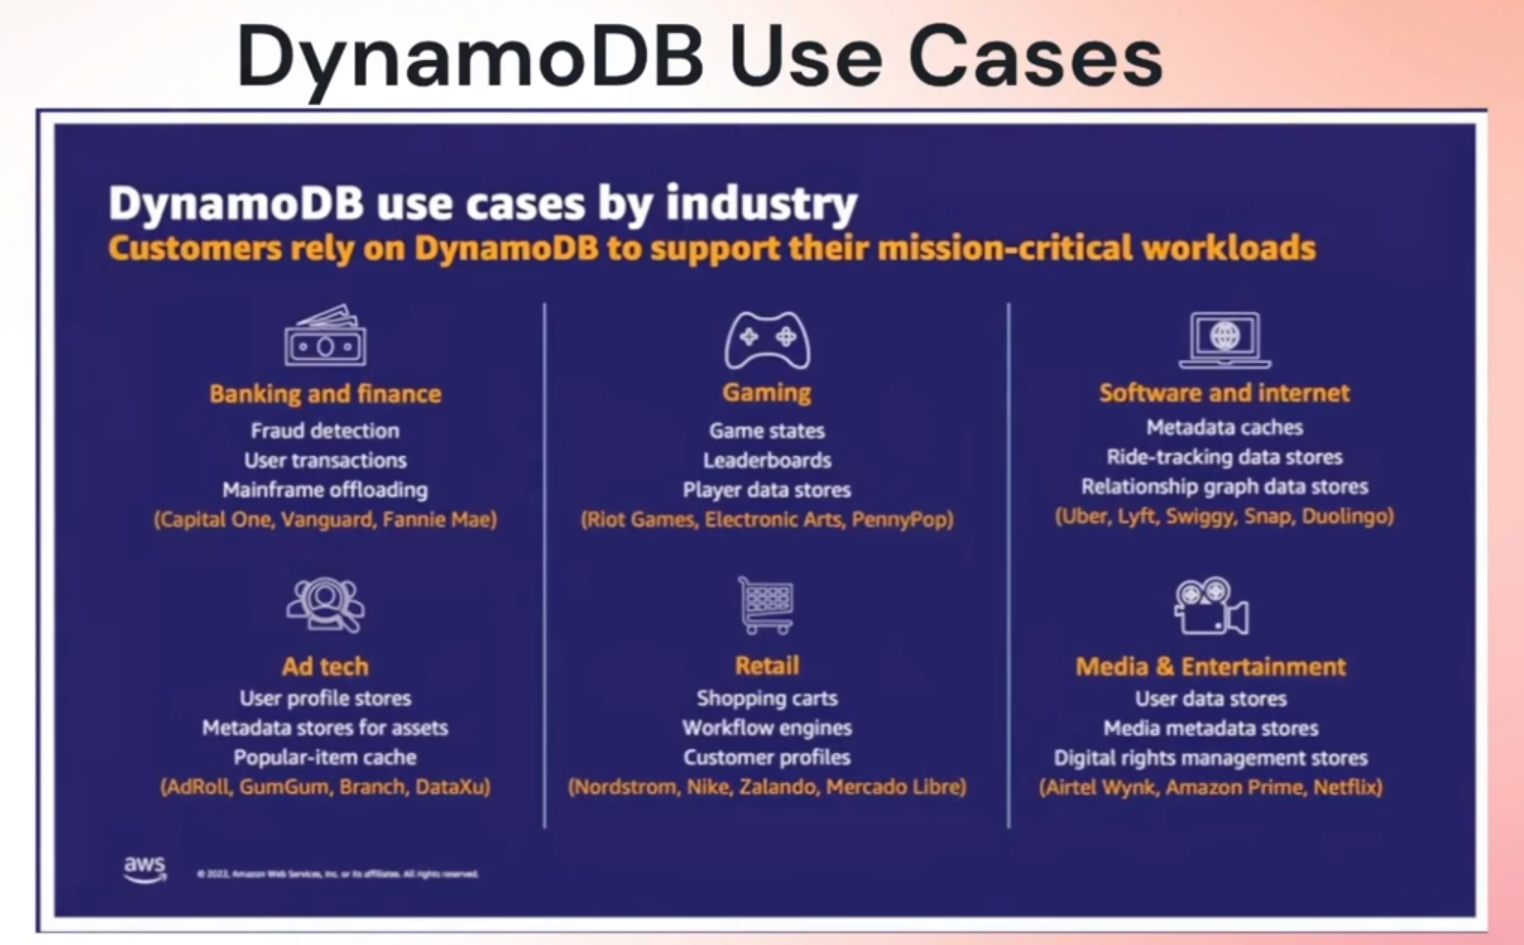 DynamoDB Use Cases
DynamoDB use cases by industry
Customers rely on DynamoDB to support their mission-critical workloads
Banking and finance
Fraud detection
User transactions
Mainframe offloading
(Capital One, Vanguard, Fannie Mae)
Gaming
Game states
Leaderboards
Player data stores
(Riot Games, Electronic Arts, PennyPop)
Software and internet
Metadata caches
Ride-tracking data stores
Relationship graph data stores
(Uber, Lyft, Swiggy, Snap, Duolingo)
Ad tech
User profile stores
Metadata stores for assets
Popular-item cache
(AdRoll, GumGum, Branch, DataXu)
Retail
Shopping carts
Workflow engines
Customer profiles
(Nordstrom, Nike, Zalando, Mercado Libre)
Media & Entertainment
User data stores
Media metadata stores
Digital rights management stores
(Airtel Wynk, Amazon Prime, Netflix)
aws
© 2022, Amazon Web Services, Inc. or its affiliates. All rights reserved.